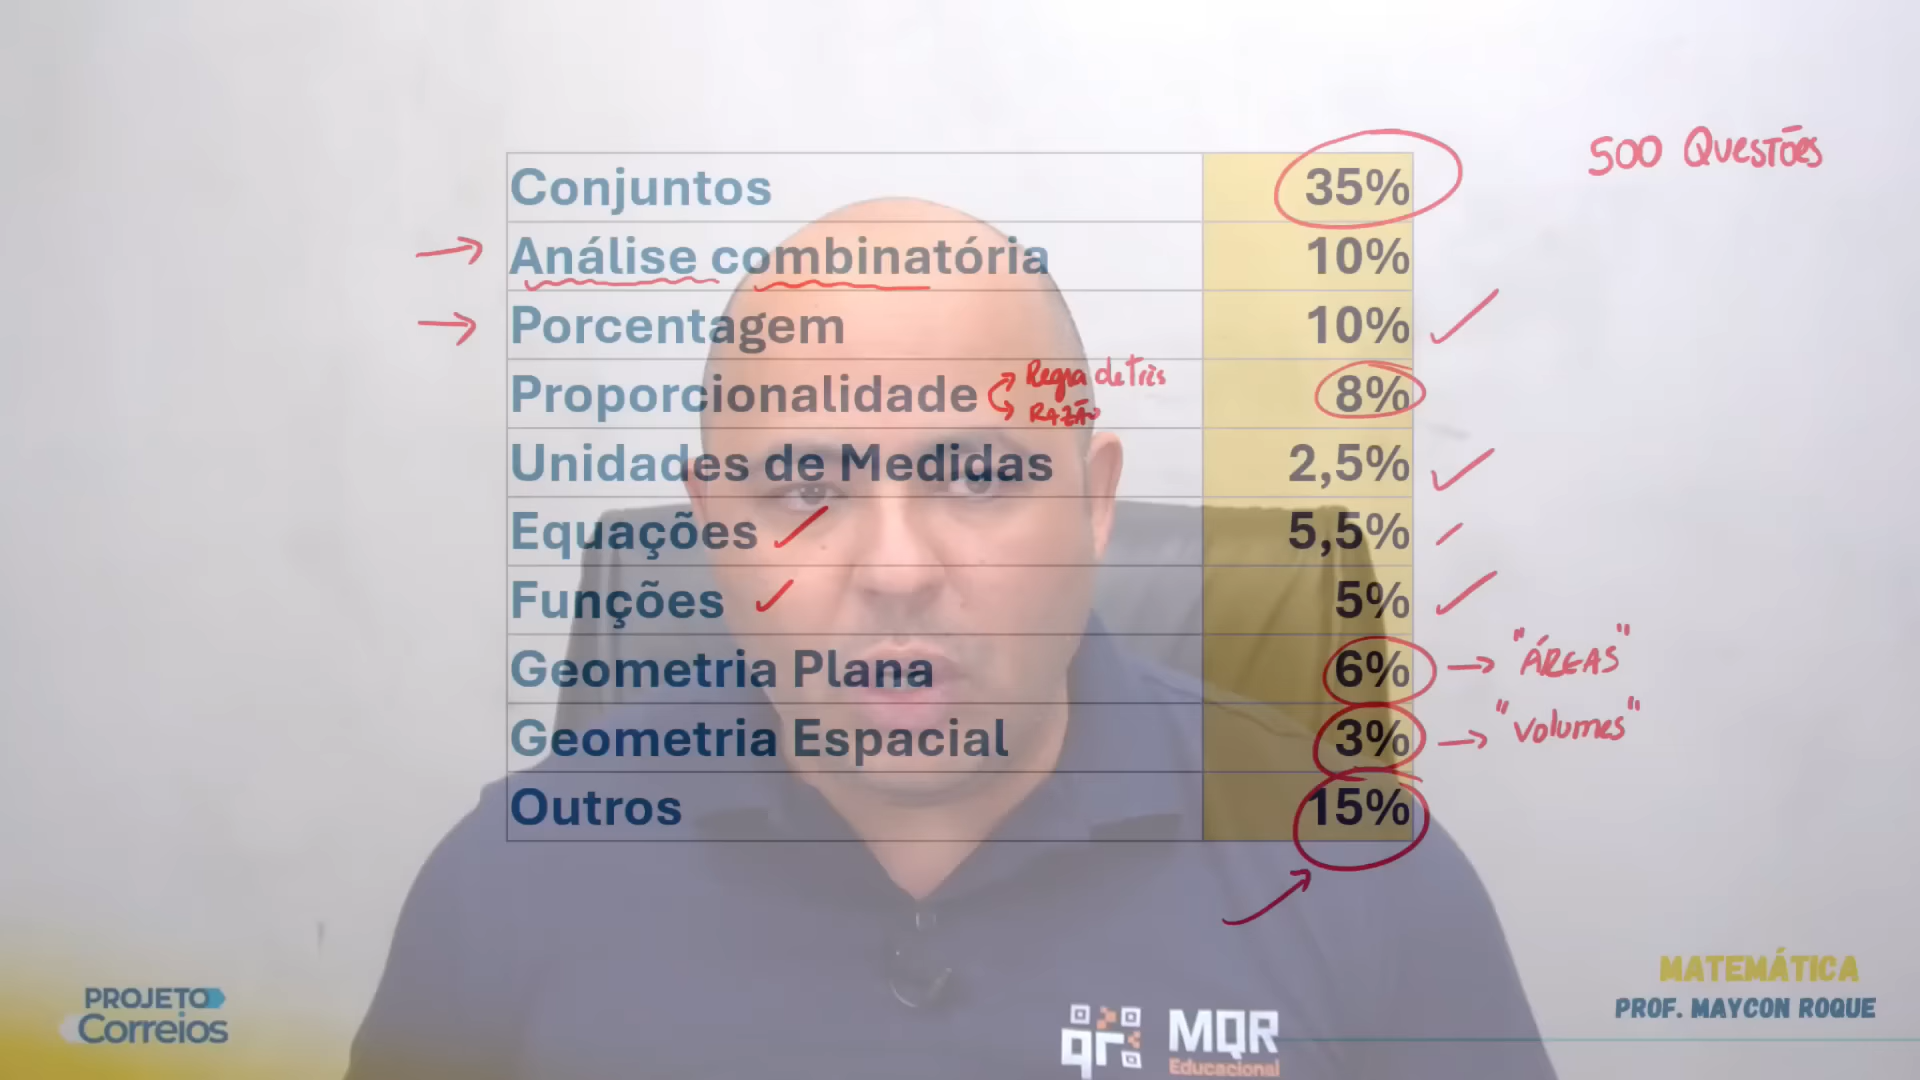 500 QUESTÕES
Conjuntos 35%
Análise combinatória 10%
Porcentagem 10%
Regra de Três
Proporcionalidade 8%
RAZÃO
Unidades de Medidas 2,5%
Equações 5,5%
Funções 5%
Geometria Plana 6% "ÁREAS"
Geometria Espacial 3% "Volumes"
Outros 15%
MATEMÁTICA
PROJETO
Correios
PROF. MAYCON ROQUE
qr MQR
Educacional